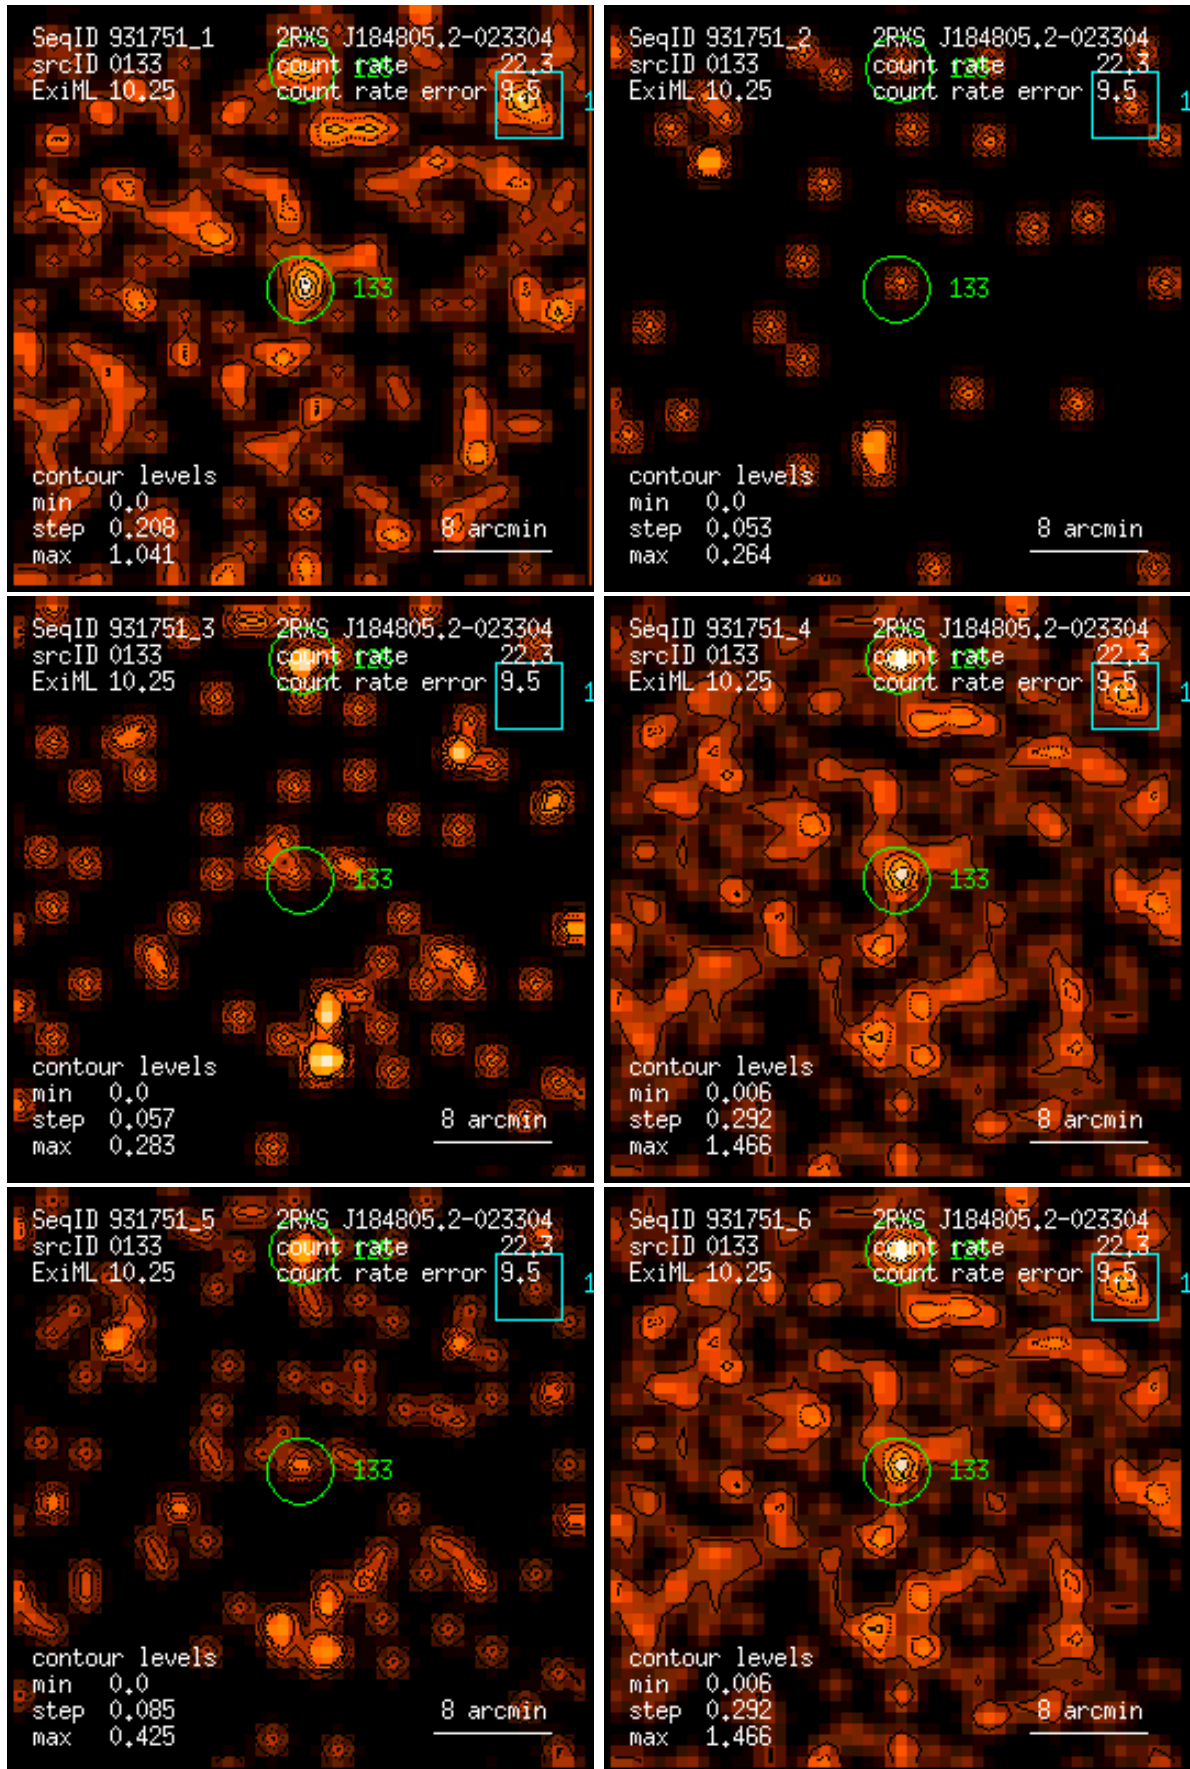 SeqID 931751_1 2RXS J184805.2-023304
srcID 0133 count rate 22.3
ExiML 10.25 count rate error 9.5
1
133
contour levels
min 0.0
step 0.208
max 1.041
8 arcmin
SeqID 931751_2 2RXS J184805.2-023304
srcID 0133 count rate 22.3
ExiML 10.25 count rate error 9.5
1
133
contour levels
min 0.0
step 0.053
max 0.264
8 arcmin
SeqID 931751_3 2RXS J184805.2-023304
srcID 0133 count rate 22.3
ExiML 10.25 count rate error 9.5
1
133
contour levels
min 0.0
step 0.057
max 0.283
8 arcmin
SeqID 931751_4 2RXS J184805.2-023304
srcID 0133 count rate 22.3
ExiML 10.25 count rate error 9.5
1
133
contour levels
min 0.006
step 0.292
max 1.466
8 arcmin
SeqID 931751_5 2RXS J184805.2-023304
srcID 0133 count rate 22.3
ExiML 10.25 count rate error 9.5
1
133
contour levels
min 0.0
step 0.085
max 0.425
8 arcmin
SeqID 931751_6 2RXS J184805.2-023304
srcID 0133 count rate 22.3
ExiML 10.25 count rate error 9.5
1
133
contour levels
min 0.006
step 0.292
max 1.466
8 arcmin